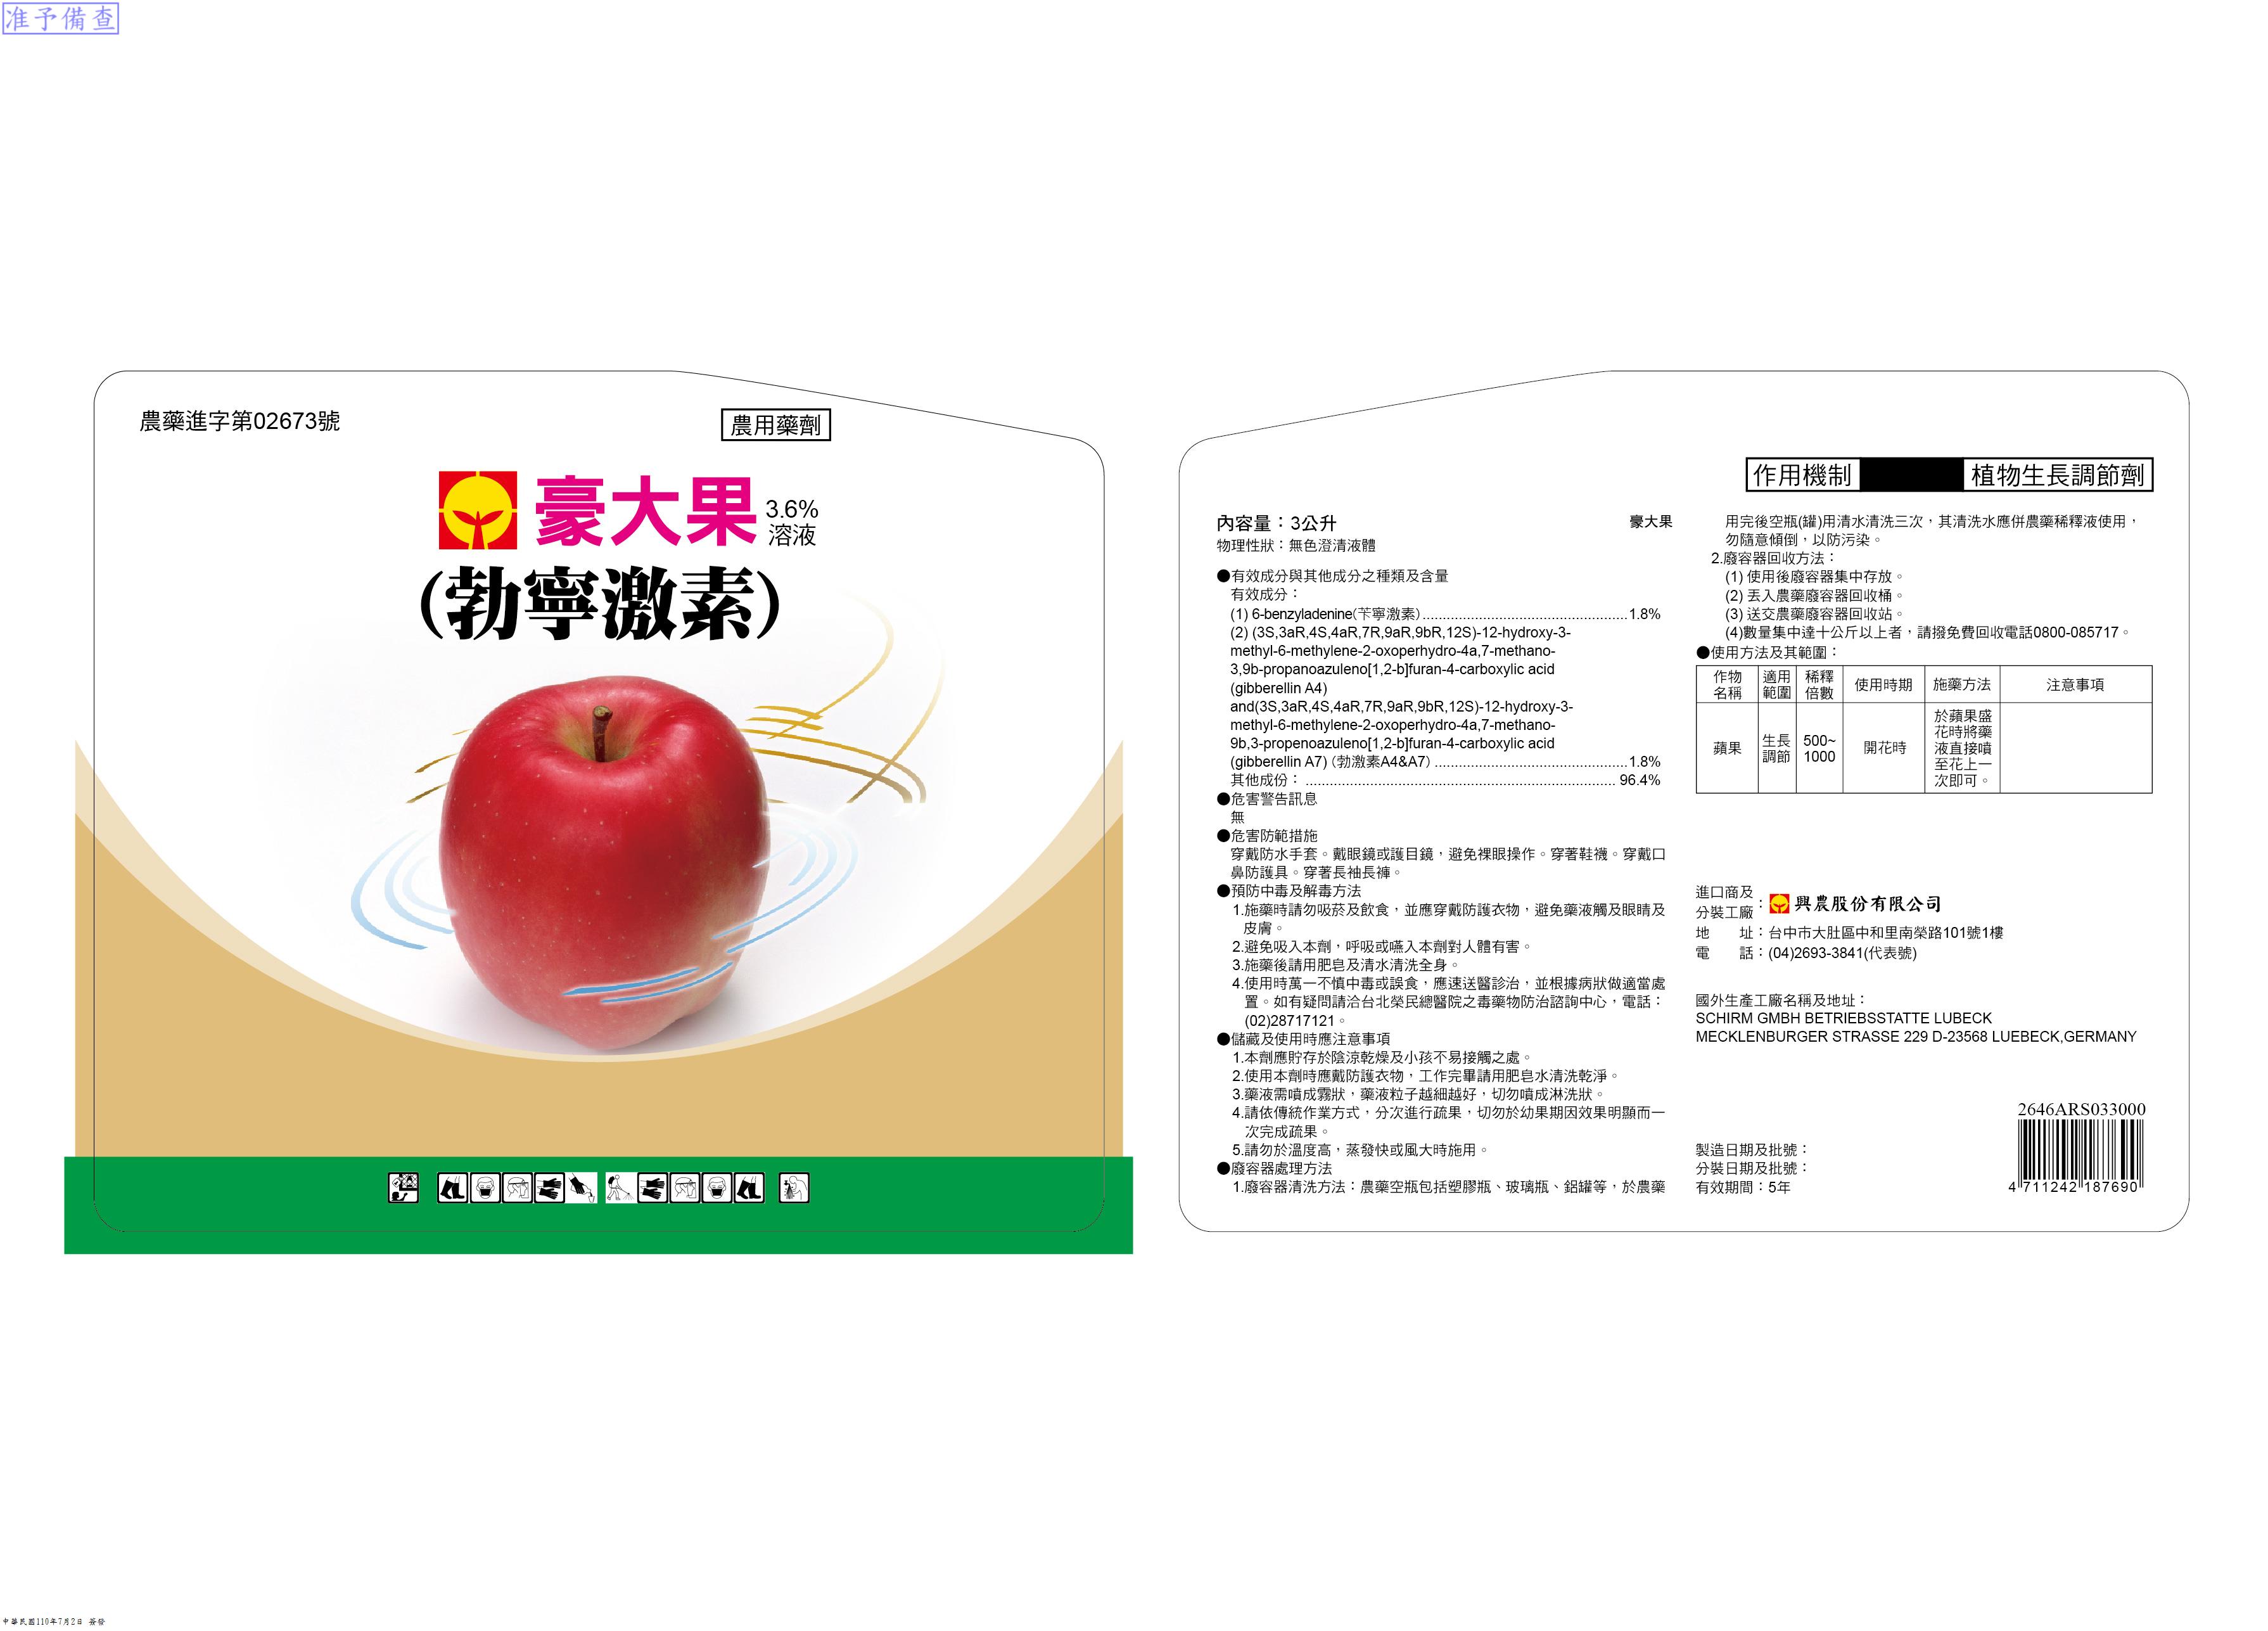 准予備查
農藥進字第02673號
農用藥劑
豪大果 3.6%
溶液
(勃寧激素)
作用機制 植物生長調節劑
內容量：3公升 豪大果
物理性狀：無色澄清液體
●有效成分與其他成分之種類及含量
有效成分：
(1) 6-benzyladenine(苄寧激素)...................................................1.8%
(2) (3S,3aR,4S,4aR,7R,9aR,9bR,12S)-12-hydroxy-3-
methyl-6-methylene-2-oxoperhydro-4a,7-methano-
3,9b-propanoazuleno[1,2-b]furan-4-carboxylic acid
(gibberellin A4)
and(3S,3aR,4S,4aR,7R,9aR,9bR,12S)-12-hydroxy-3-
methyl-6-methylene-2-oxoperhydro-4a,7-methano-
9b,3-propenoazuleno[1,2-b]furan-4-carboxylic acid
(gibberellin A7) (勃激素A4&A7) ................................................1.8%
其他成份： ............................................................................. 96.4%
●危害警告訊息
無
●危害防範措施
穿戴防水手套。戴眼鏡或護目鏡，避免裸眼操作。穿著鞋襪。穿戴口
鼻防護具。穿著長袖長褲。
●預防中毒及解毒方法
1.施藥時請勿吸菸及飲食，並應穿戴防護衣物，避免藥液觸及眼睛及
皮膚。
2.避免吸入本劑，呼吸或嚥入本劑對人體有害。
3.施藥後請用肥皂及清水清洗全身。
4.使用時萬一不慎中毒或誤食，應速送醫診治，並根據病狀做適當處
置。如有疑問請洽台北榮民總醫院之毒藥物防治諮詢中心，電話：
(02)28717121。
●儲藏及使用時應注意事項
1.本劑應貯存於陰涼乾燥及小孩不易接觸之處。
2.使用本劑時應戴防護衣物，工作完畢請用肥皂水清洗乾淨。
3.藥液需噴成霧狀，藥液粒子越細越好，切勿噴成淋洗狀。
4.請依傳統作業方式，分次進行疏果，切勿於幼果期因效果明顯而一
次完成疏果。
5.請勿於溫度高，蒸發快或風大時施用。
●廢容器處理方法
1.廢容器清洗方法：農藥空瓶包括塑膠瓶、玻璃瓶、鋁罐等，於農藥
用完後空瓶(罐)用清水清洗三次，其清洗水應併農藥稀釋液使用，
勿隨意傾倒，以防污染。
2.廢容器回收方法：
(1) 使用後廢容器集中存放。
(2) 丟入農藥廢容器回收桶。
(3) 送交農藥廢容器回收站。
(4)數量集中達十公斤以上者，請撥免費回收電話0800-085717。
●使用方法及其範圍：
作物名稱 適用範圍 稀釋倍數 使用時期 施藥方法 注意事項
蘋果 生長調節 500~1000 開花時 於蘋果盛花時將藥液直接噴至花上一次即可。
進口商及
分裝工廠：興農股份有限公司
地　　址：台中市大肚區中和里南榮路101號1樓
電　　話：(04)2693-3841(代表號)
國外生產工廠名稱及地址：
SCHIRM GMBH BETRIEBSSTATTE LUBECK
MECKLENBURGER STRASSE 229 D-23568 LUEBECK,GERMANY
2646ARS033000
製造日期及批號：
分裝日期及批號：
有效期間：5年
4 711242 187690
中華民國110年7月2日 簽發